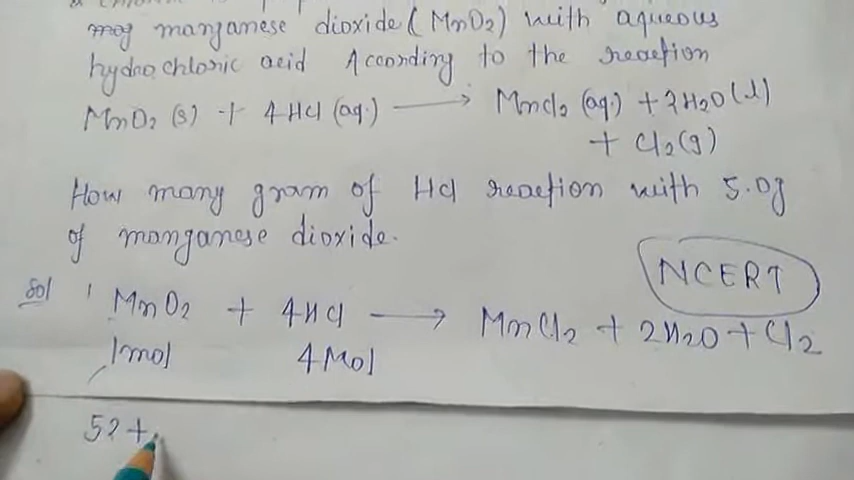 mog manganese dioxide (MnO2) with aqueous
hydrochloric acid According to the reaction
MnO2 (s) + 4HCl (aq.) ⟶ MnCl2 (aq.) + 2H2O (l)
+ Cl2(g)
How many gram of HCl reaction with 5.0g
of manganese dioxide.
NCERT
Sol MnO2 + 4HCl ⟶ MnCl2 + 2H2O + Cl2
1mol 4Mol
52+